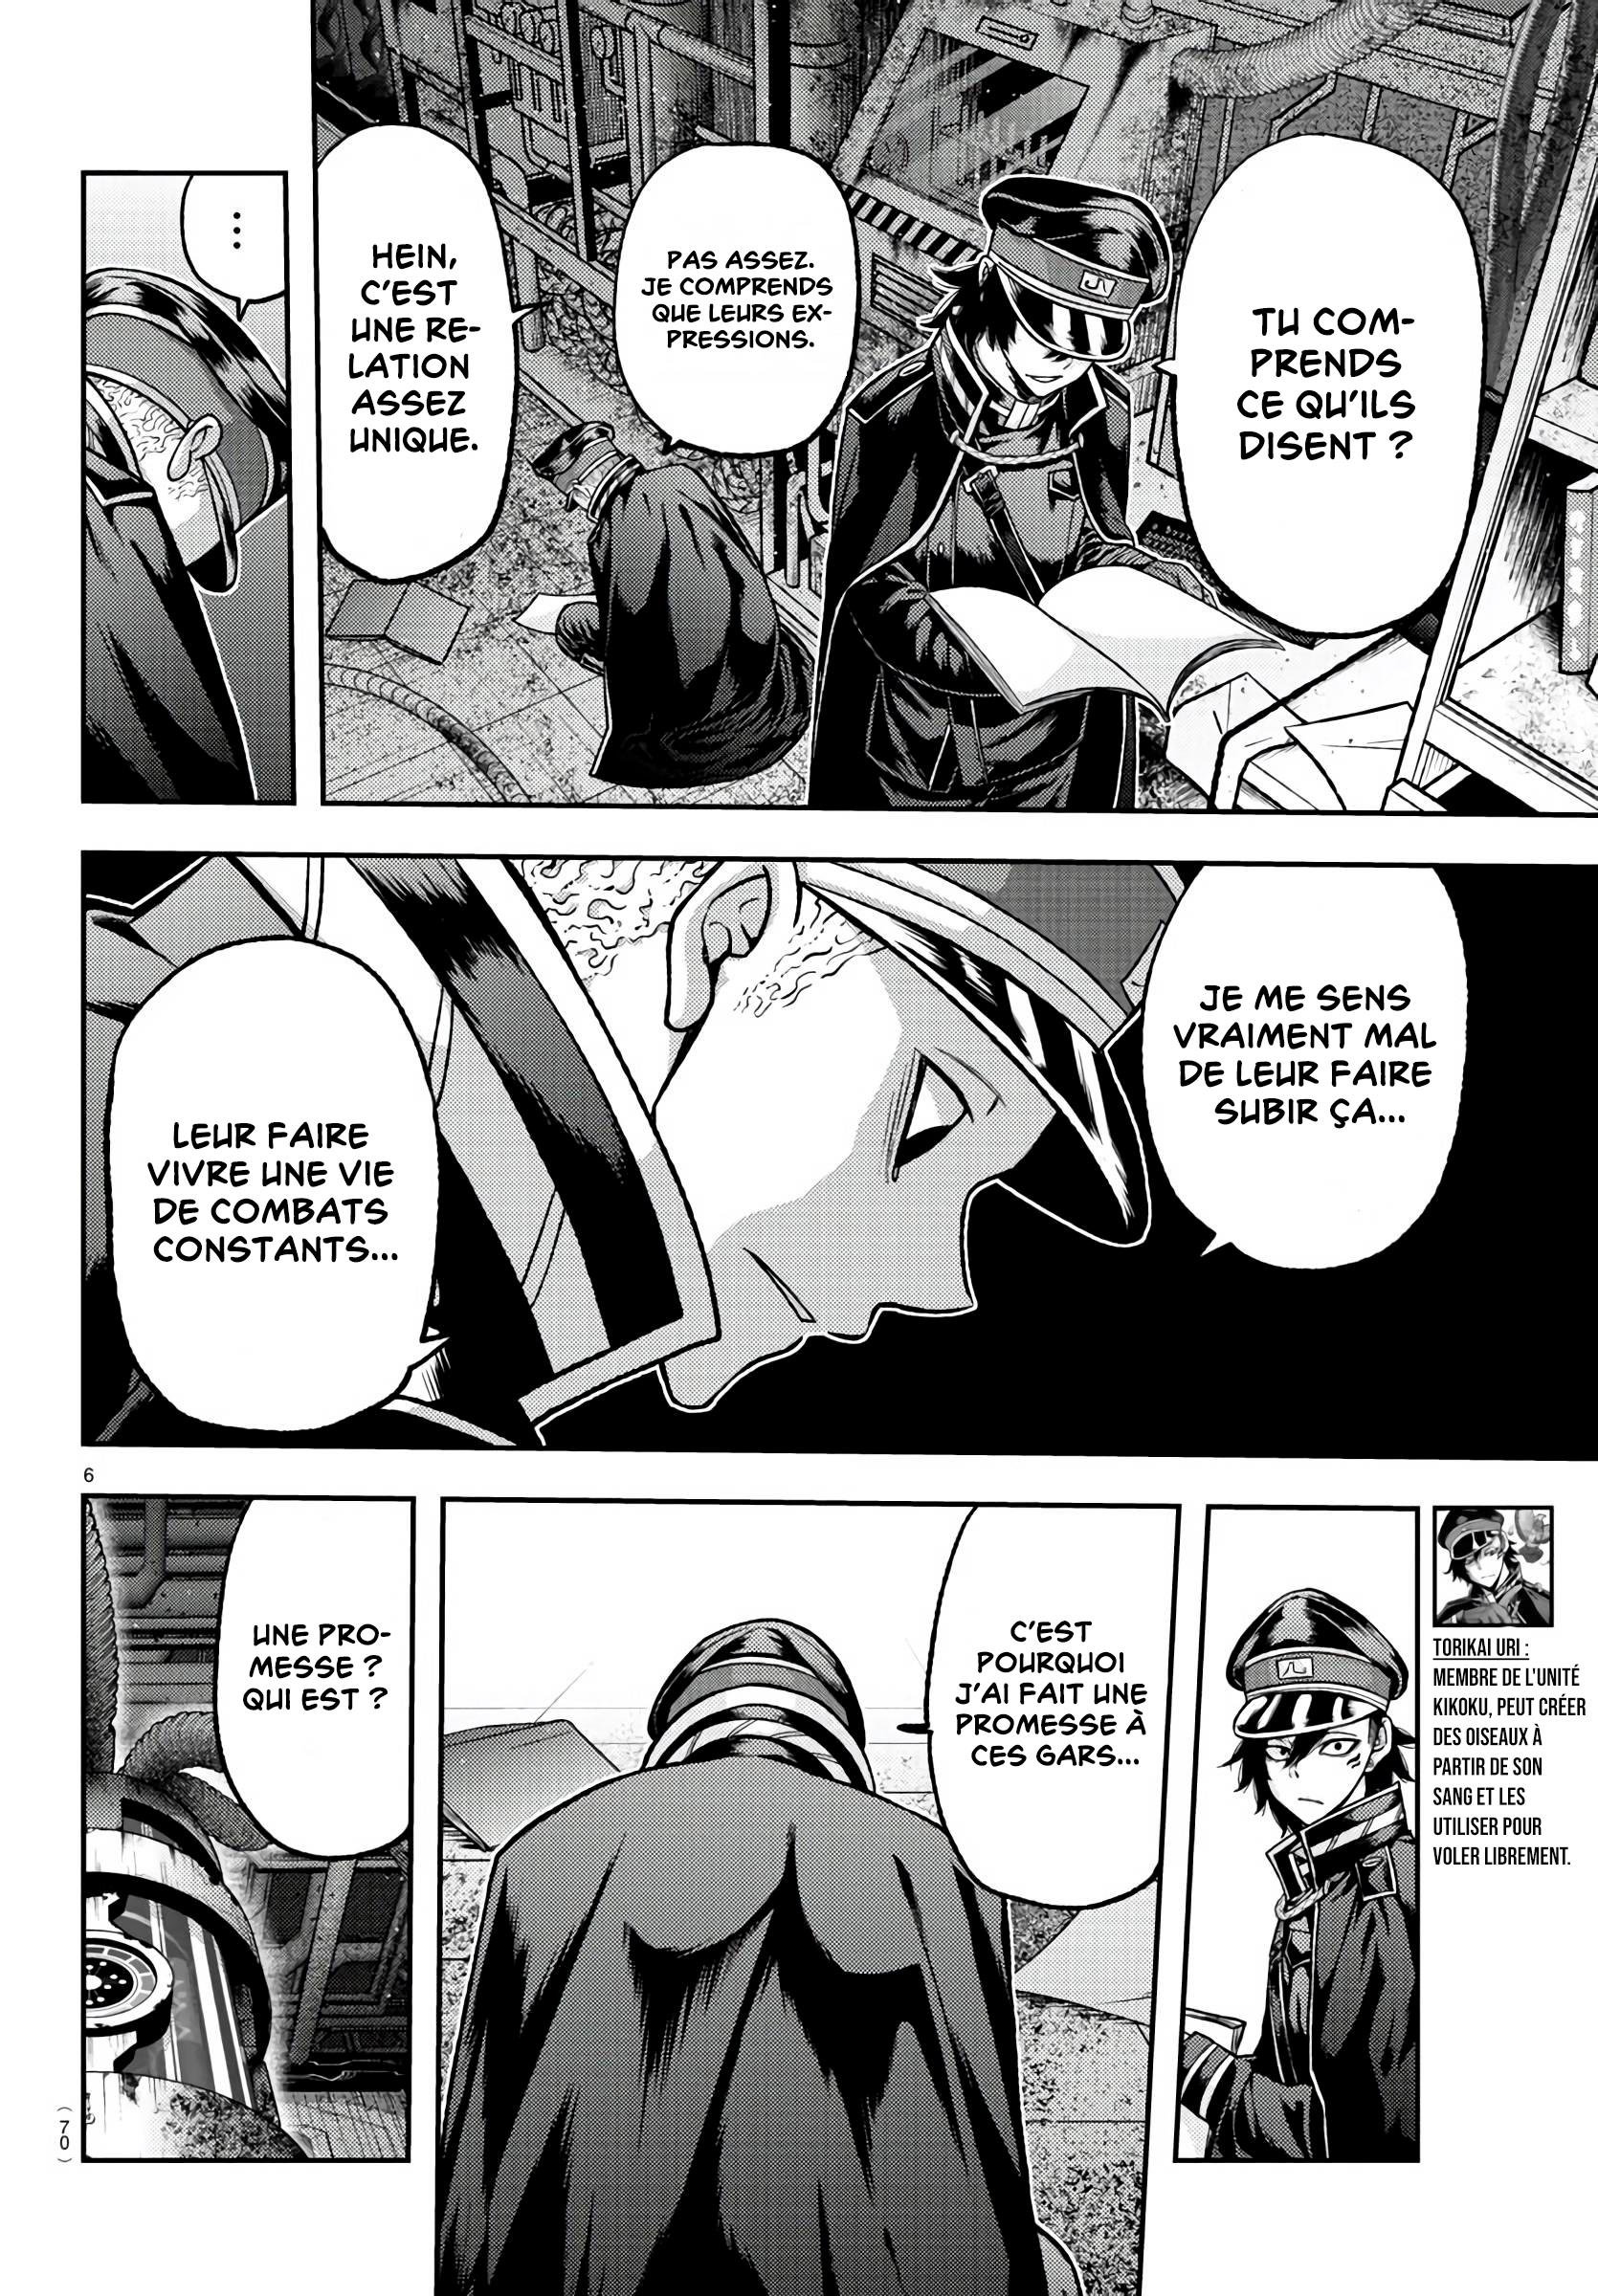 TU COM-
PRENDS
CE QU'ILS
DISENT ?
PAS ASSEZ.
JE COMPRENDS
QUE LEURS EX-
PRESSIONS.
HEIN,
C'EST
UNE RE-
LATION
ASSEZ
UNIQUE.
...
JE ME SENS
VRAIMENT MAL
DE LEUR FAIRE
SUBIR ÇA...
LEUR FAIRE
VIVRE UNE VIE
DE COMBATS
CONSTANTS...
6
TORIKAI URI :
MEMBRE DE L'UNITÉ
KIKOKU, PEUT CRÉER
DES OISEAUX À
PARTIR DE SON
SANG ET LES
UTILISER POUR
VOLER LIBREMENT.
C'EST
POURQUOI
J'AI FAIT UNE
PROMESSE À
CES GARS...
UNE PRO-
MESSE ?
QUI EST ?
(70)